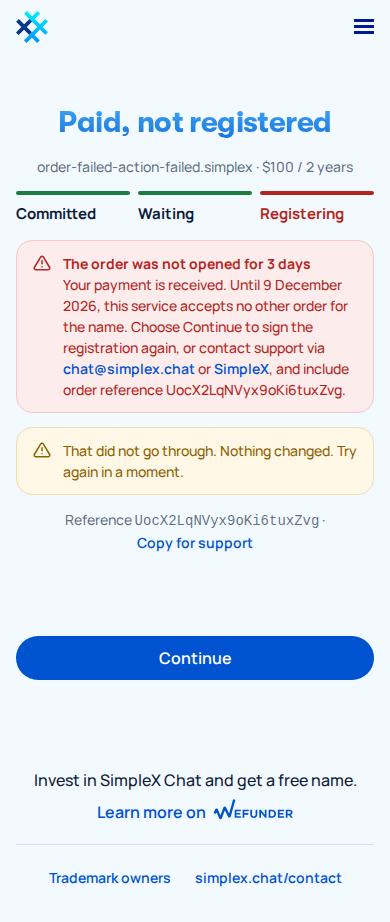 Paid, not registered
order-failed-action-failed.simplex · $100 / 2 years
Committed
Waiting
Registering
The order was not opened for 3 days
Your payment is received. Until 9 December
2026, this service accepts no other order for
the name. Choose Continue to sign the
registration again, or contact support via
chat@simplex.chat or SimpleX, and include
order reference UocX2LqNVyx9oKi6tuxZvg.
That did not go through. Nothing changed. Try
again in a moment.
Reference UocX2LqNVyx9oKi6tuxZvg ·
Copy for support
Continue
Invest in SimpleX Chat and get a free name.
Learn more on WEFUNDER
Trademark owners
simplex.chat/contact